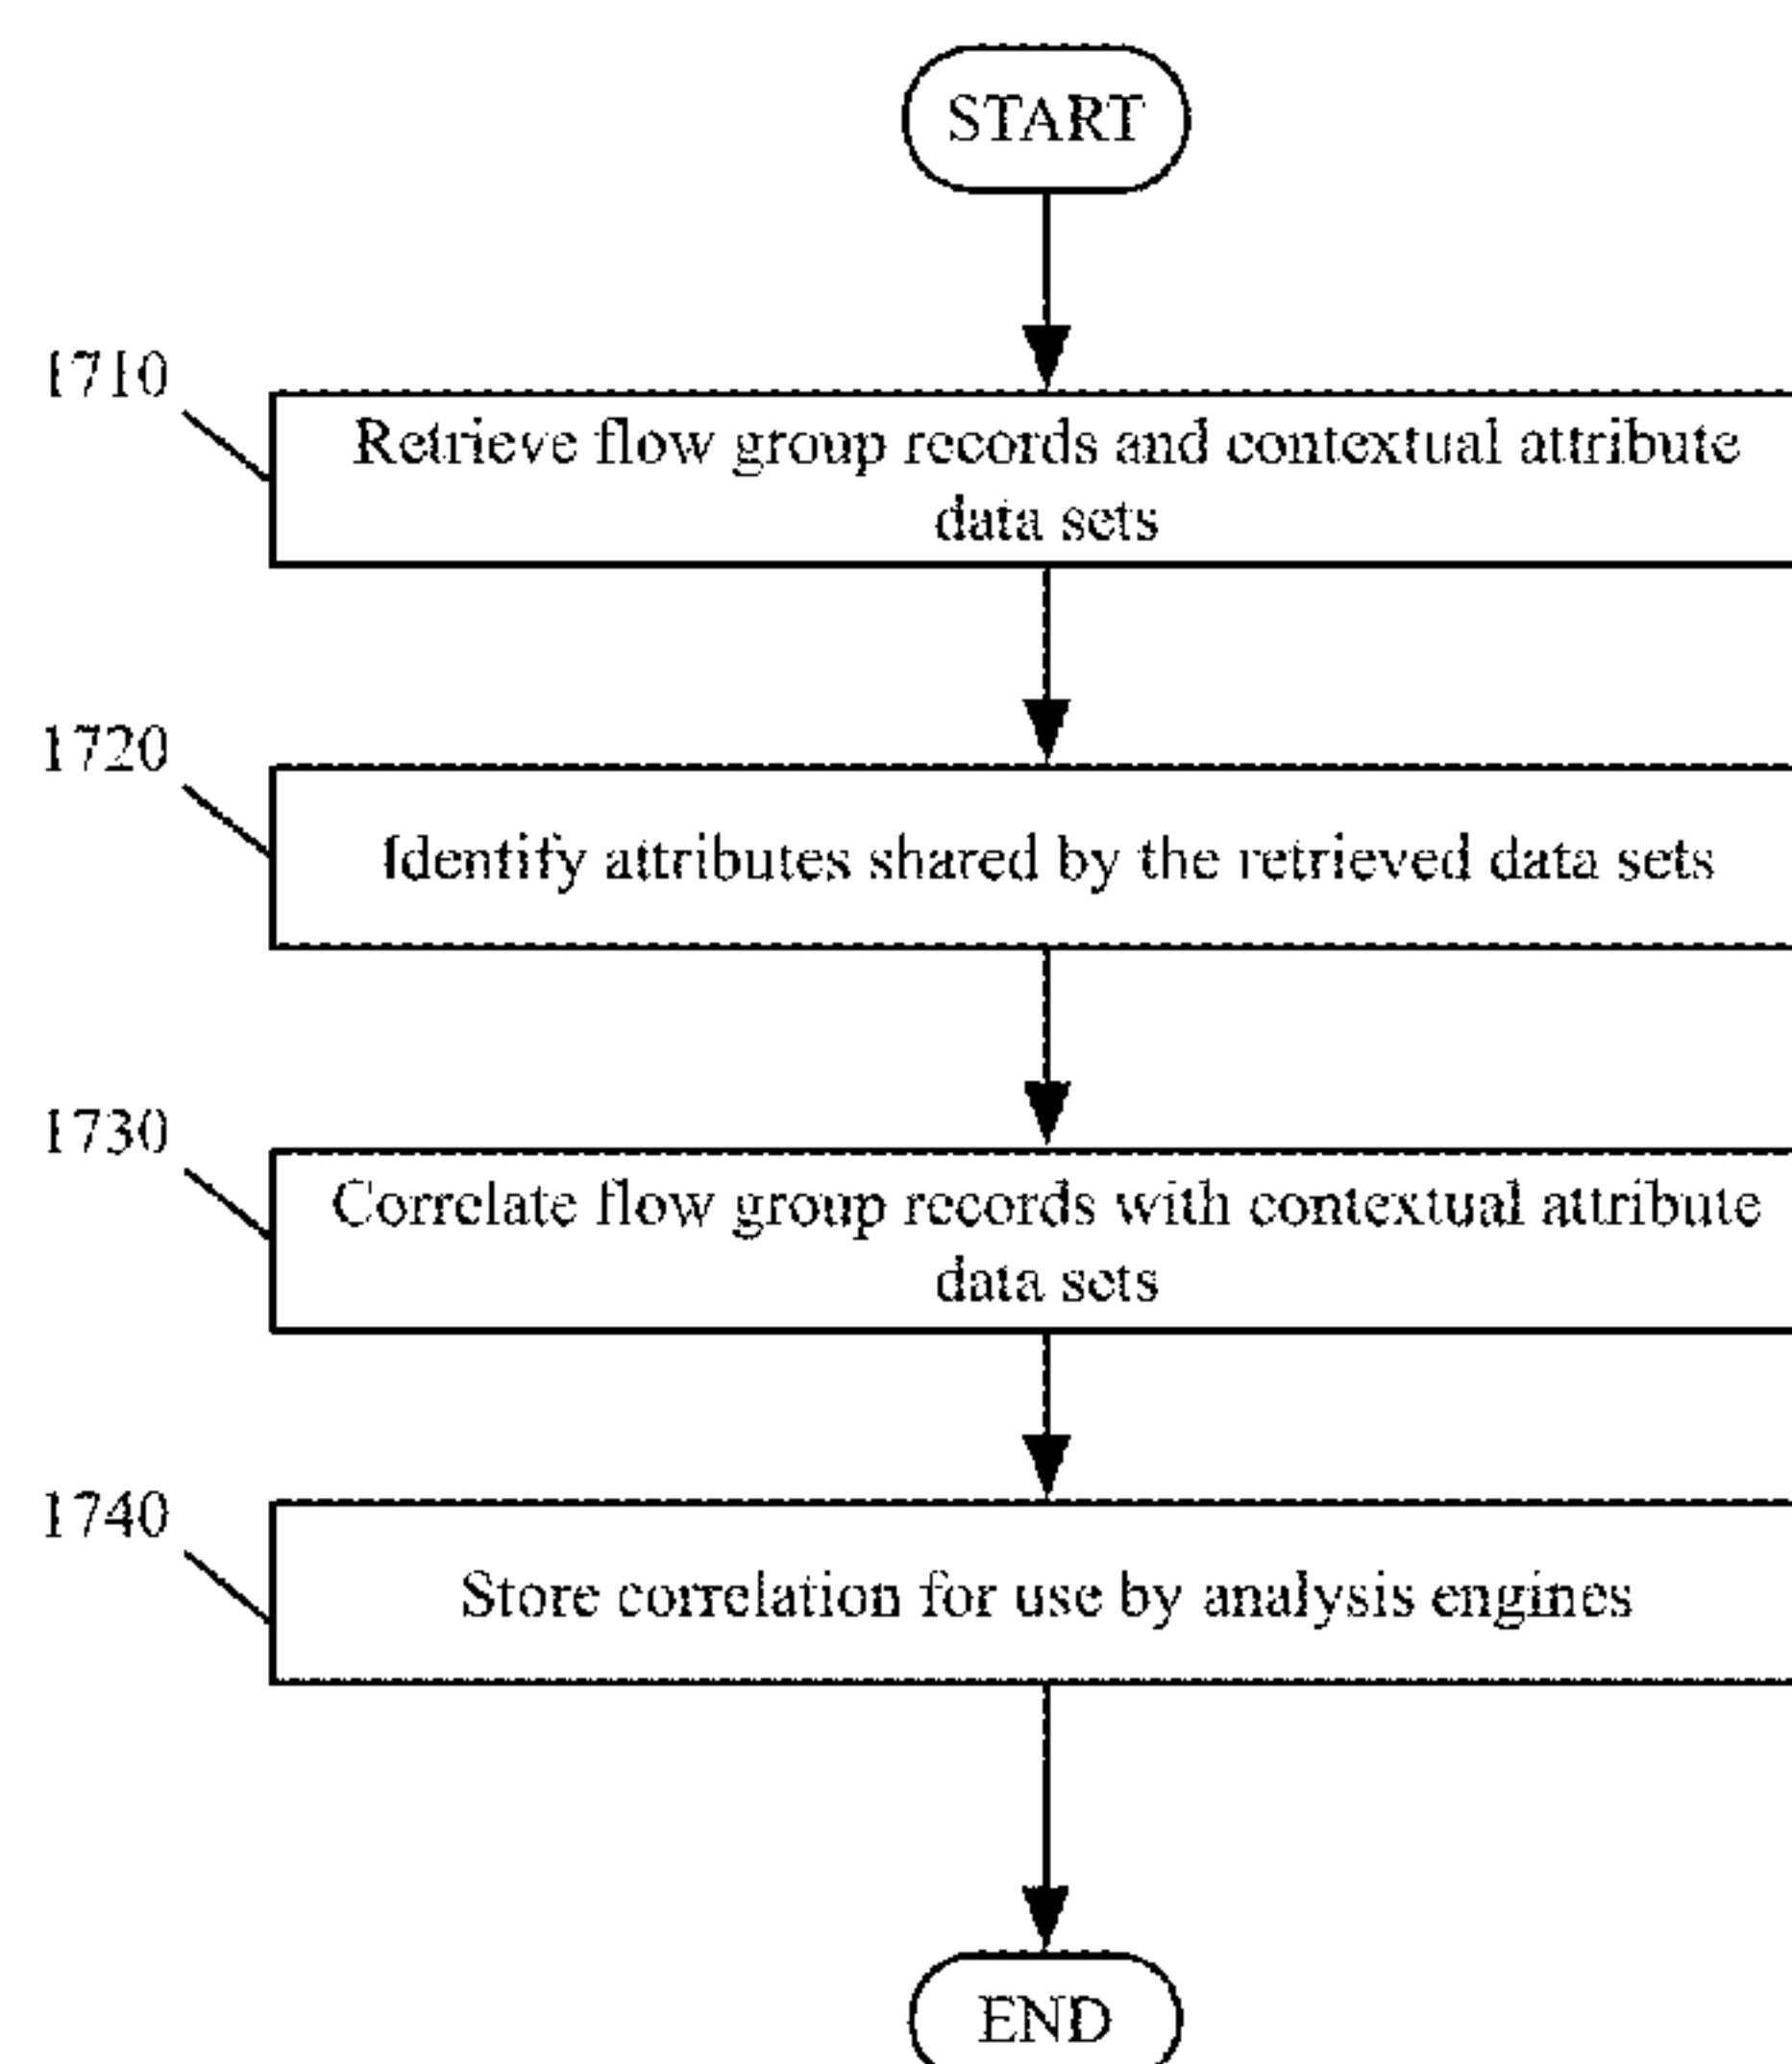 START
1710
Retrieve flow group records and contextual attribute
data sets
1720
Identify attributes shared by the retrieved data sets
1730
Correlate flow group records with contextual attribute
data sets
1740
Store correlation for use by analysis engines
END